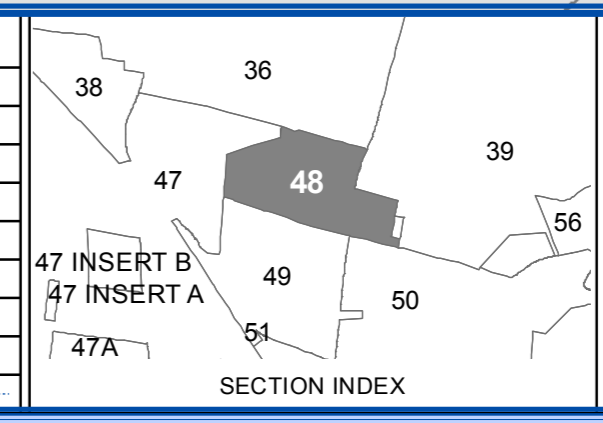 36
38
39
47
48
56
47 INSERT B
49
47 INSERT A
50
51
47A
SECTION INDEX